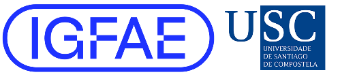 IGFAE
USC
UNIVERSIDADE
DE SANTIAGO
DE COMPOSTELA